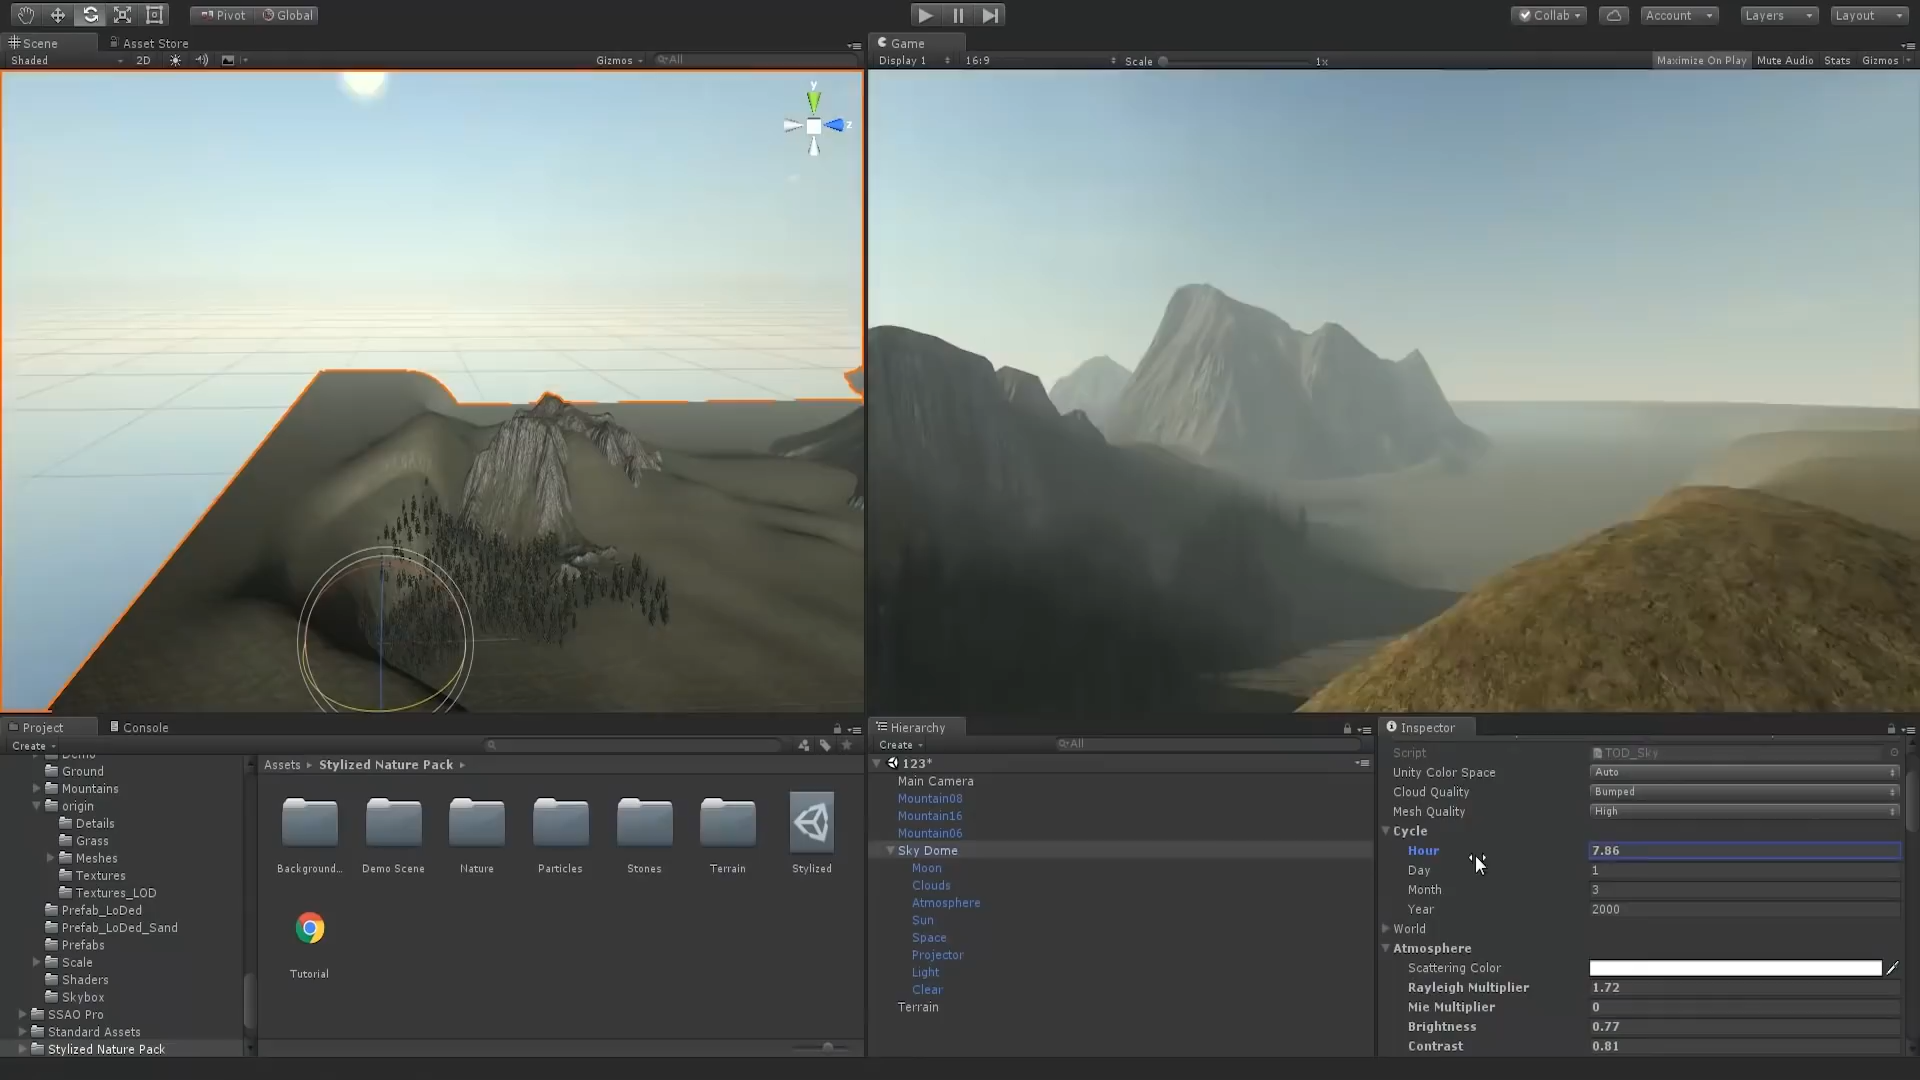 Pivot Global Collab Account Layers Layout
Scene Asset Store
Shaded 2D Gizmos All
y
z
Game
Display 1 16:9 Scale 1x Maximize On Play Mute Audio Stats Gizmos
Project Console
Create
Demo
Ground
Mountains
origin
Details
Grass
Meshes
Textures
Textures_LOD
Prefab_LoDed
Prefab_LoDed_Sand
Prefabs
Scale
Shaders
Skybox
SSAO Pro
Standard Assets
Stylized Nature Pack
Assets Stylized Nature Pack
Background... Demo Scene Nature Particles Stones Terrain Stylized
Tutorial
Hierarchy
Create All
123*
Main Camera
Mountain08
Mountain16
Mountain06
Sky Dome
Moon
Clouds
Atmosphere
Sun
Space
Projector
Light
Clear
Terrain
Inspector
Script TOD_Sky
Unity Color Space Auto
Cloud Quality Bumped
Mesh Quality High
Cycle
Hour 7.86
Day 1
Month 3
Year 2000
World
Atmosphere
Scattering Color
Rayleigh Multiplier 1.72
Mie Multiplier 0
Brightness 0.77
Contrast 0.81